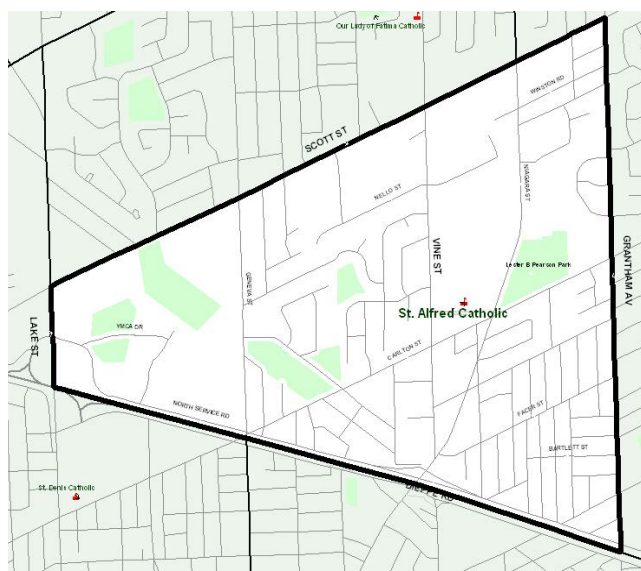 Our Lady of Fatima Catholic
SCOTT ST
WINSTON RD
NELLO ST
NIAGARA ST
VINE ST
GENEVA ST
GRANTHAM AV
Lester B Pearson Park
St. Alfred Catholic
LAKE ST.
YMCA DR
CARLTON ST
NORTH SERVICE RD
FACER ST
BARTLETT ST
St. Denis Catholic
DIEPPE RD